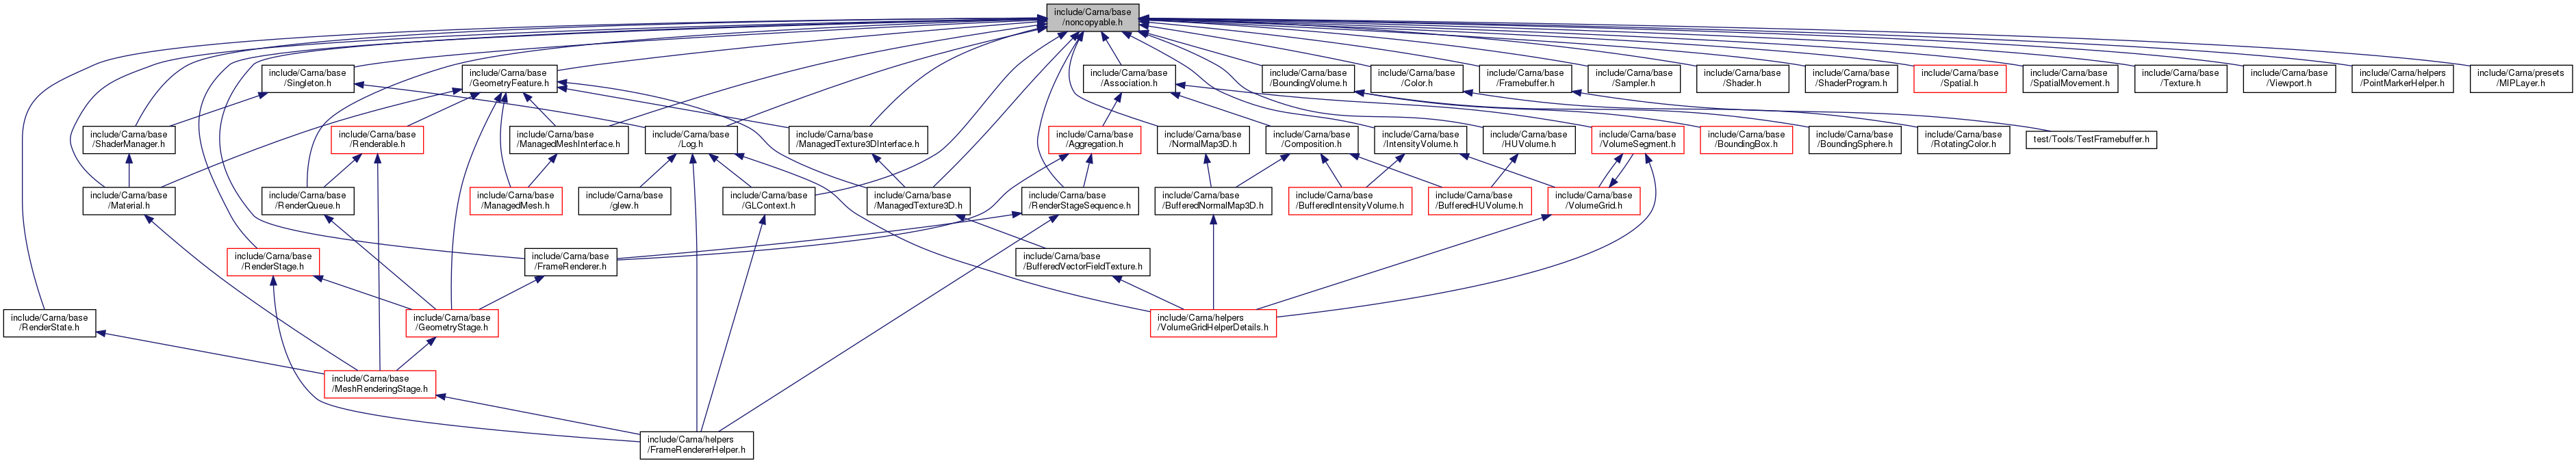 include/Carna/base
/noncopyable.h
include/Carna/base
/Singleton.h
include/Carna/base
/GeometryFeature.h
include/Carna/base
/Association.h
include/Carna/base
/BoundingVolume.h
include/Carna/base
/Color.h
include/Carna/base
/Framebuffer.h
include/Carna/base
/Sampler.h
include/Carna/base
/Shader.h
include/Carna/base
/ShaderProgram.h
include/Carna/base
/Spatial.h
include/Carna/base
/SpatialMovement.h
include/Carna/base
/Texture.h
include/Carna/base
/Viewport.h
include/Carna/helpers
/PointMarkerHelper.h
include/Carna/presets
/MIPLayer.h
include/Carna/base
/ShaderManager.h
include/Carna/base
/Renderable.h
include/Carna/base
/ManagedMeshInterface.h
include/Carna/base
/Log.h
include/Carna/base
/ManagedTexture3DInterface.h
include/Carna/base
/Aggregation.h
include/Carna/base
/NormalMap3D.h
include/Carna/base
/Composition.h
include/Carna/base
/IntensityVolume.h
include/Carna/base
/HUVolume.h
include/Carna/base
/VolumeSegment.h
include/Carna/base
/BoundingBox.h
include/Carna/base
/BoundingSphere.h
include/Carna/base
/RotatingColor.h
test/Tools/TestFramebuffer.h
include/Carna/base
/Material.h
include/Carna/base
/RenderQueue.h
include/Carna/base
/ManagedMesh.h
include/Carna/base
/glew.h
include/Carna/base
/GLContext.h
include/Carna/base
/ManagedTexture3D.h
include/Carna/base
/RenderStageSequence.h
include/Carna/base
/BufferedNormalMap3D.h
include/Carna/base
/BufferedIntensityVolume.h
include/Carna/base
/BufferedHUVolume.h
include/Carna/base
/VolumeGrid.h
include/Carna/base
/RenderStage.h
include/Carna/base
/FrameRenderer.h
include/Carna/base
/BufferedVectorFieldTexture.h
include/Carna/base
/RenderState.h
include/Carna/base
/GeometryStage.h
include/Carna/helpers
/VolumeGridHelperDetails.h
include/Carna/base
/MeshRenderingStage.h
include/Carna/helpers
/FrameRendererHelper.h